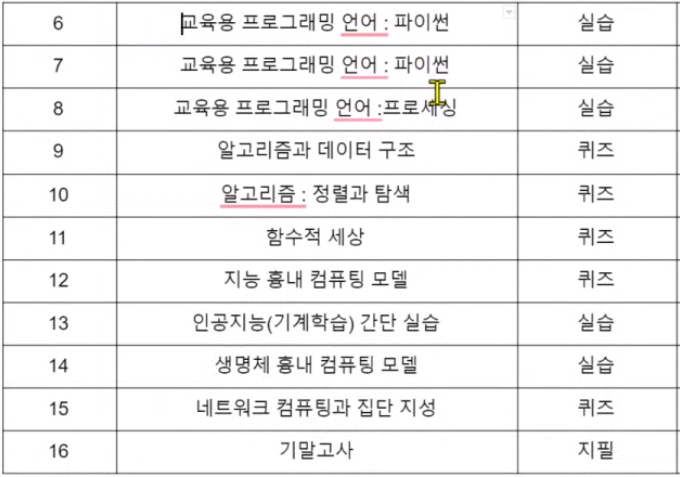 6 교육용 프로그래밍 언어 : 파이썬 실습
7 교육용 프로그래밍 언어 : 파이썬 실습
8 교육용 프로그래밍 언어 :프로세싱 실습
9 알고리즘과 데이터 구조 퀴즈
10 알고리즘 : 정렬과 탐색 퀴즈
11 함수적 세상 퀴즈
12 지능 흉내 컴퓨팅 모델 퀴즈
13 인공지능(기계학습) 간단 실습 실습
14 생명체 흉내 컴퓨팅 모델 실습
15 네트워크 컴퓨팅과 집단 지성 퀴즈
16 기말고사 지필